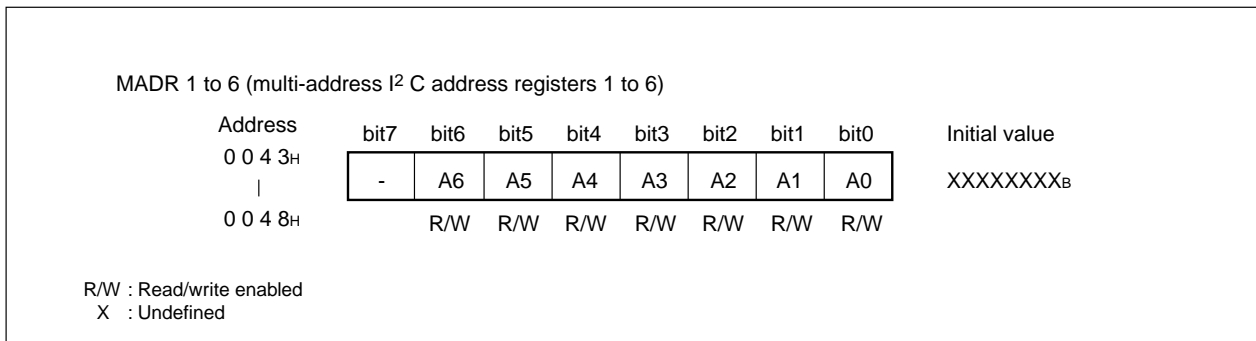 MADR 1 to 6 (multi-address I2 C address registers 1 to 6)
Address bit7 bit6 bit5 bit4 bit3 bit2 bit1 bit0 Initial value
0 0 4 3H
| - A6 A5 A4 A3 A2 A1 A0 XXXXXXXXB
0 0 4 8H R/W R/W R/W R/W R/W R/W R/W
R/W : Read/write enabled
X : Undefined